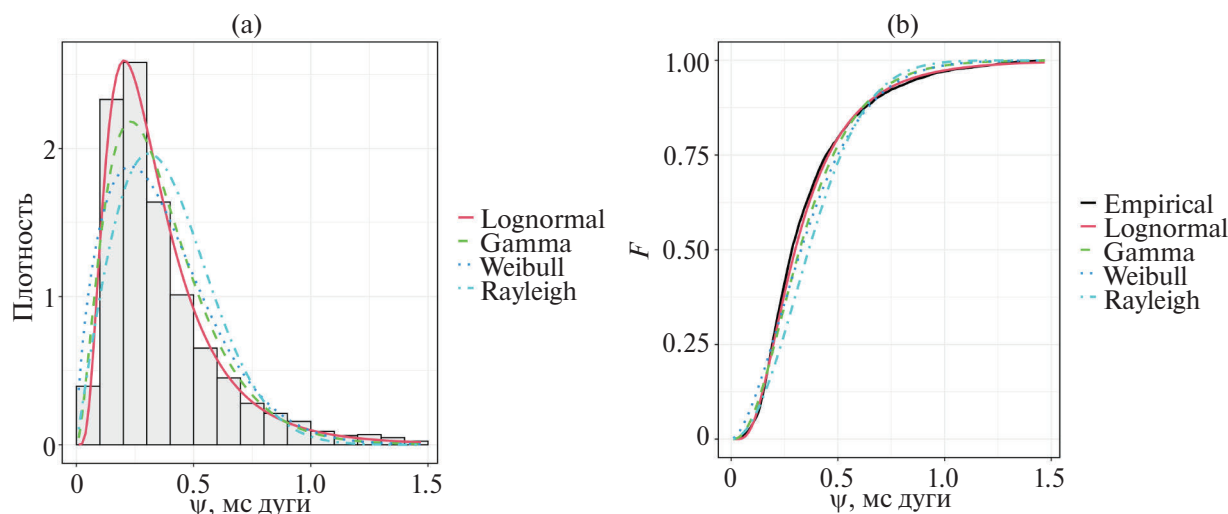 (a)
2
1
0
Плотность
0
0.5
1.0
1.5
ψ, мс дуги
Lognormal
Gamma
Weibull
Rayleigh
(b)
1.00
0.75
0.50
0.25
0
F
0
0.5
1.0
1.5
ψ, мс дуги
Empirical
Lognormal
Gamma
Weibull
Rayleigh